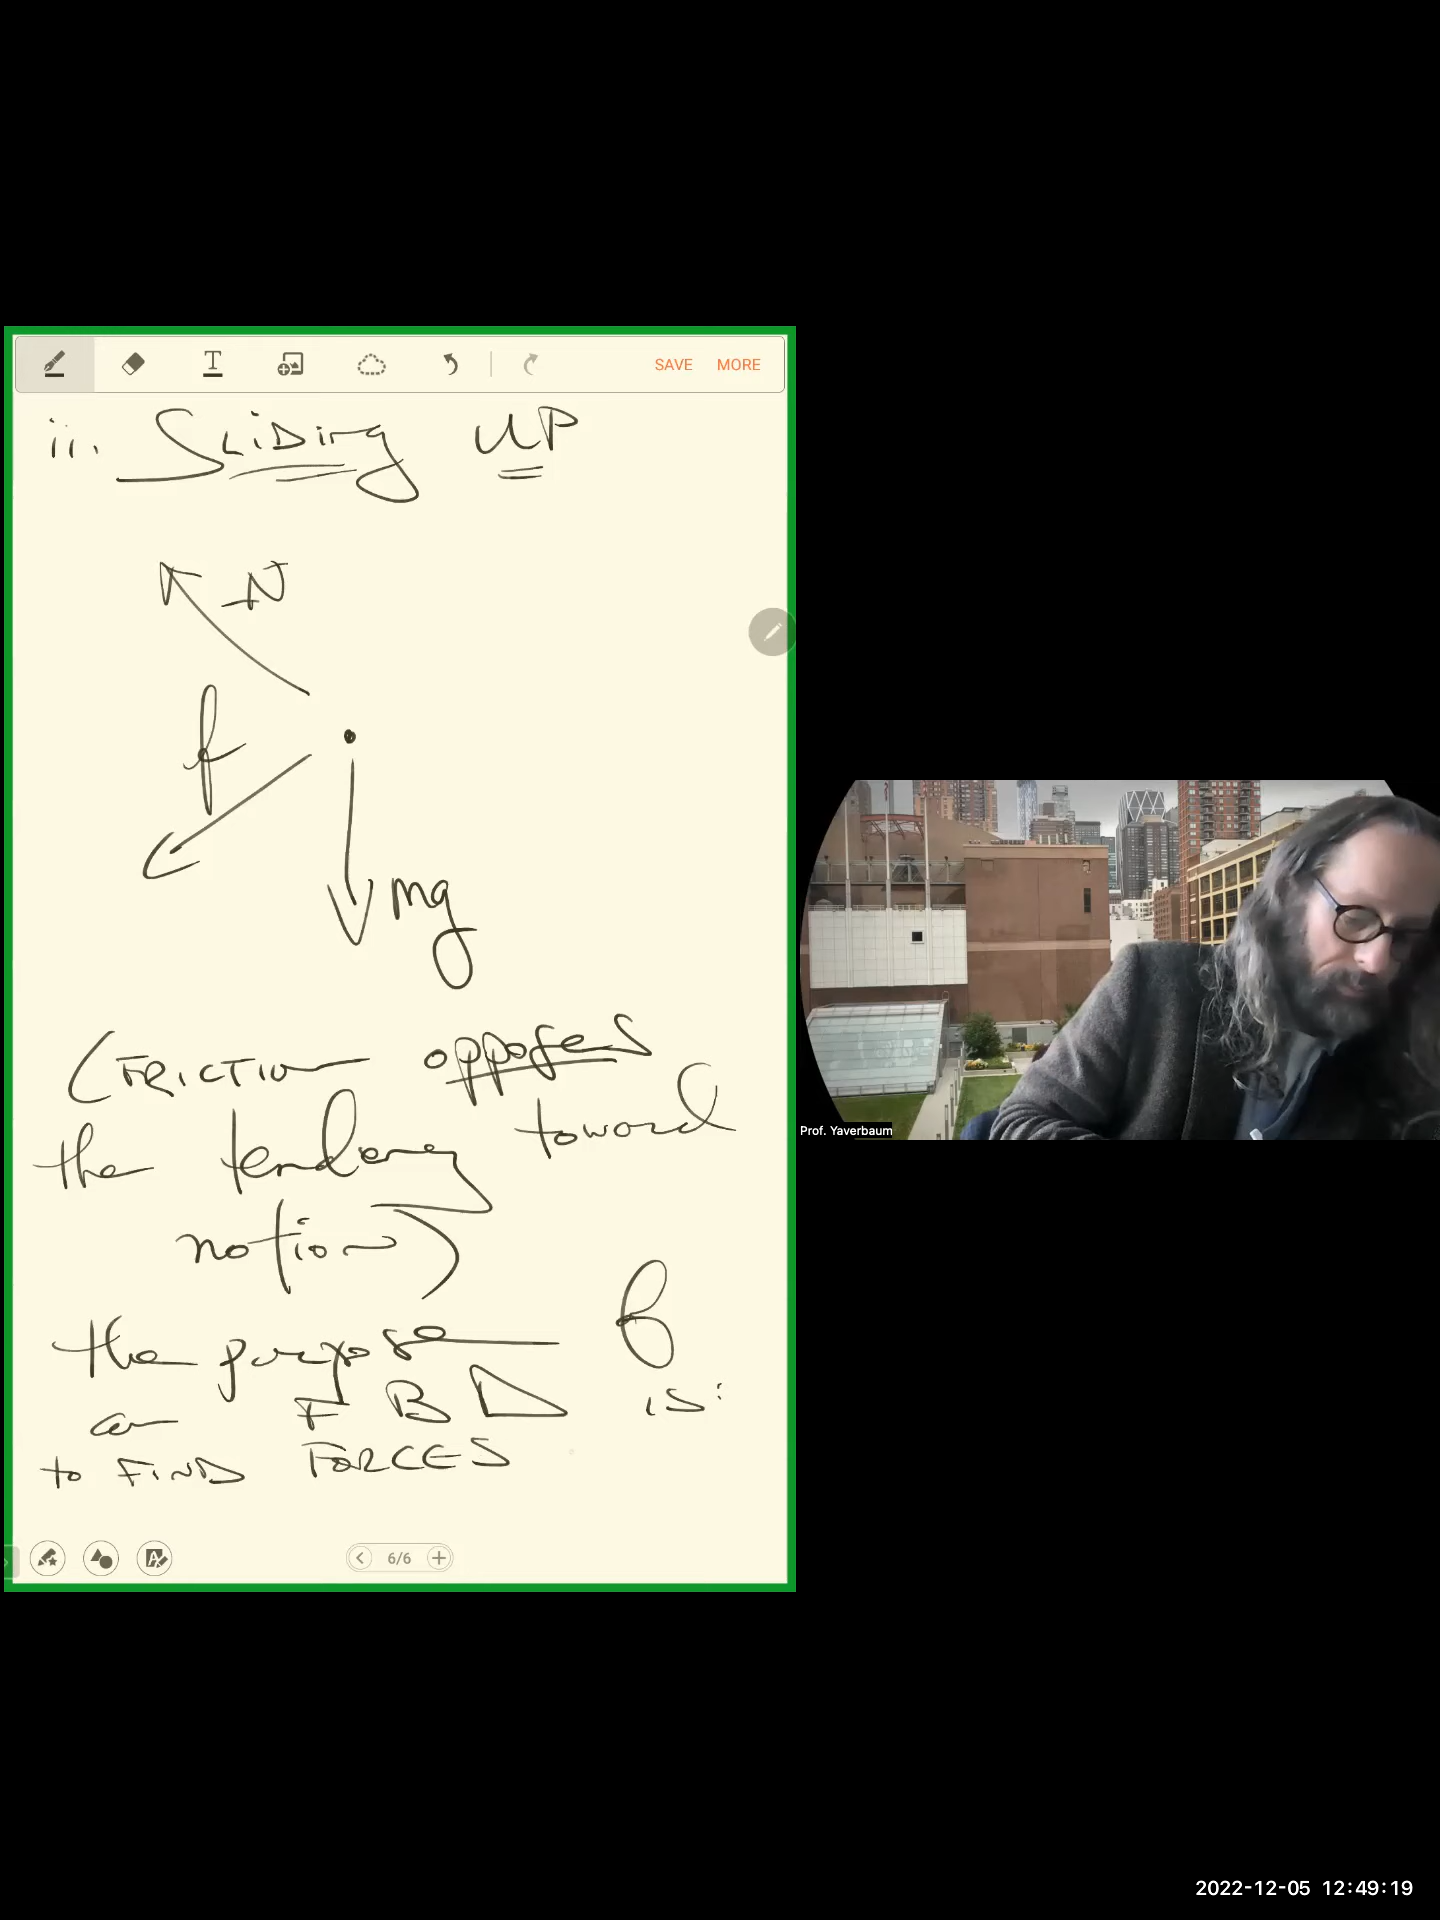 SAVE MORE
ii. SLiDing UP
N
f
mg
(FRICTION opposes
the tendency toward
motion)
the purpose of
an FBD is:
to FIND FORCES
6/6
Prof. Yaverbaum
2022-12-05 12:49:19